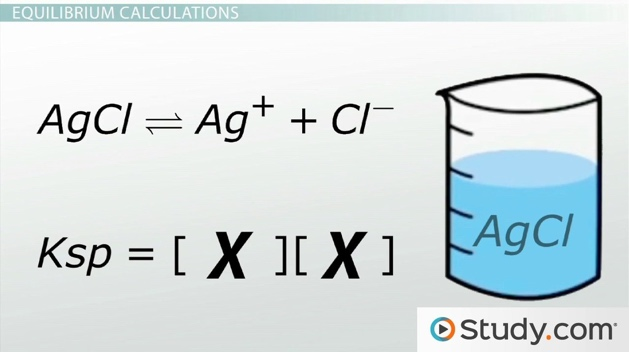 EQUILIBRIUM CALCULATIONS
AgCl ⇌ Ag⁺ + Cl⁻
Ksp = [ X ][ X ]
AgCl
Study.com